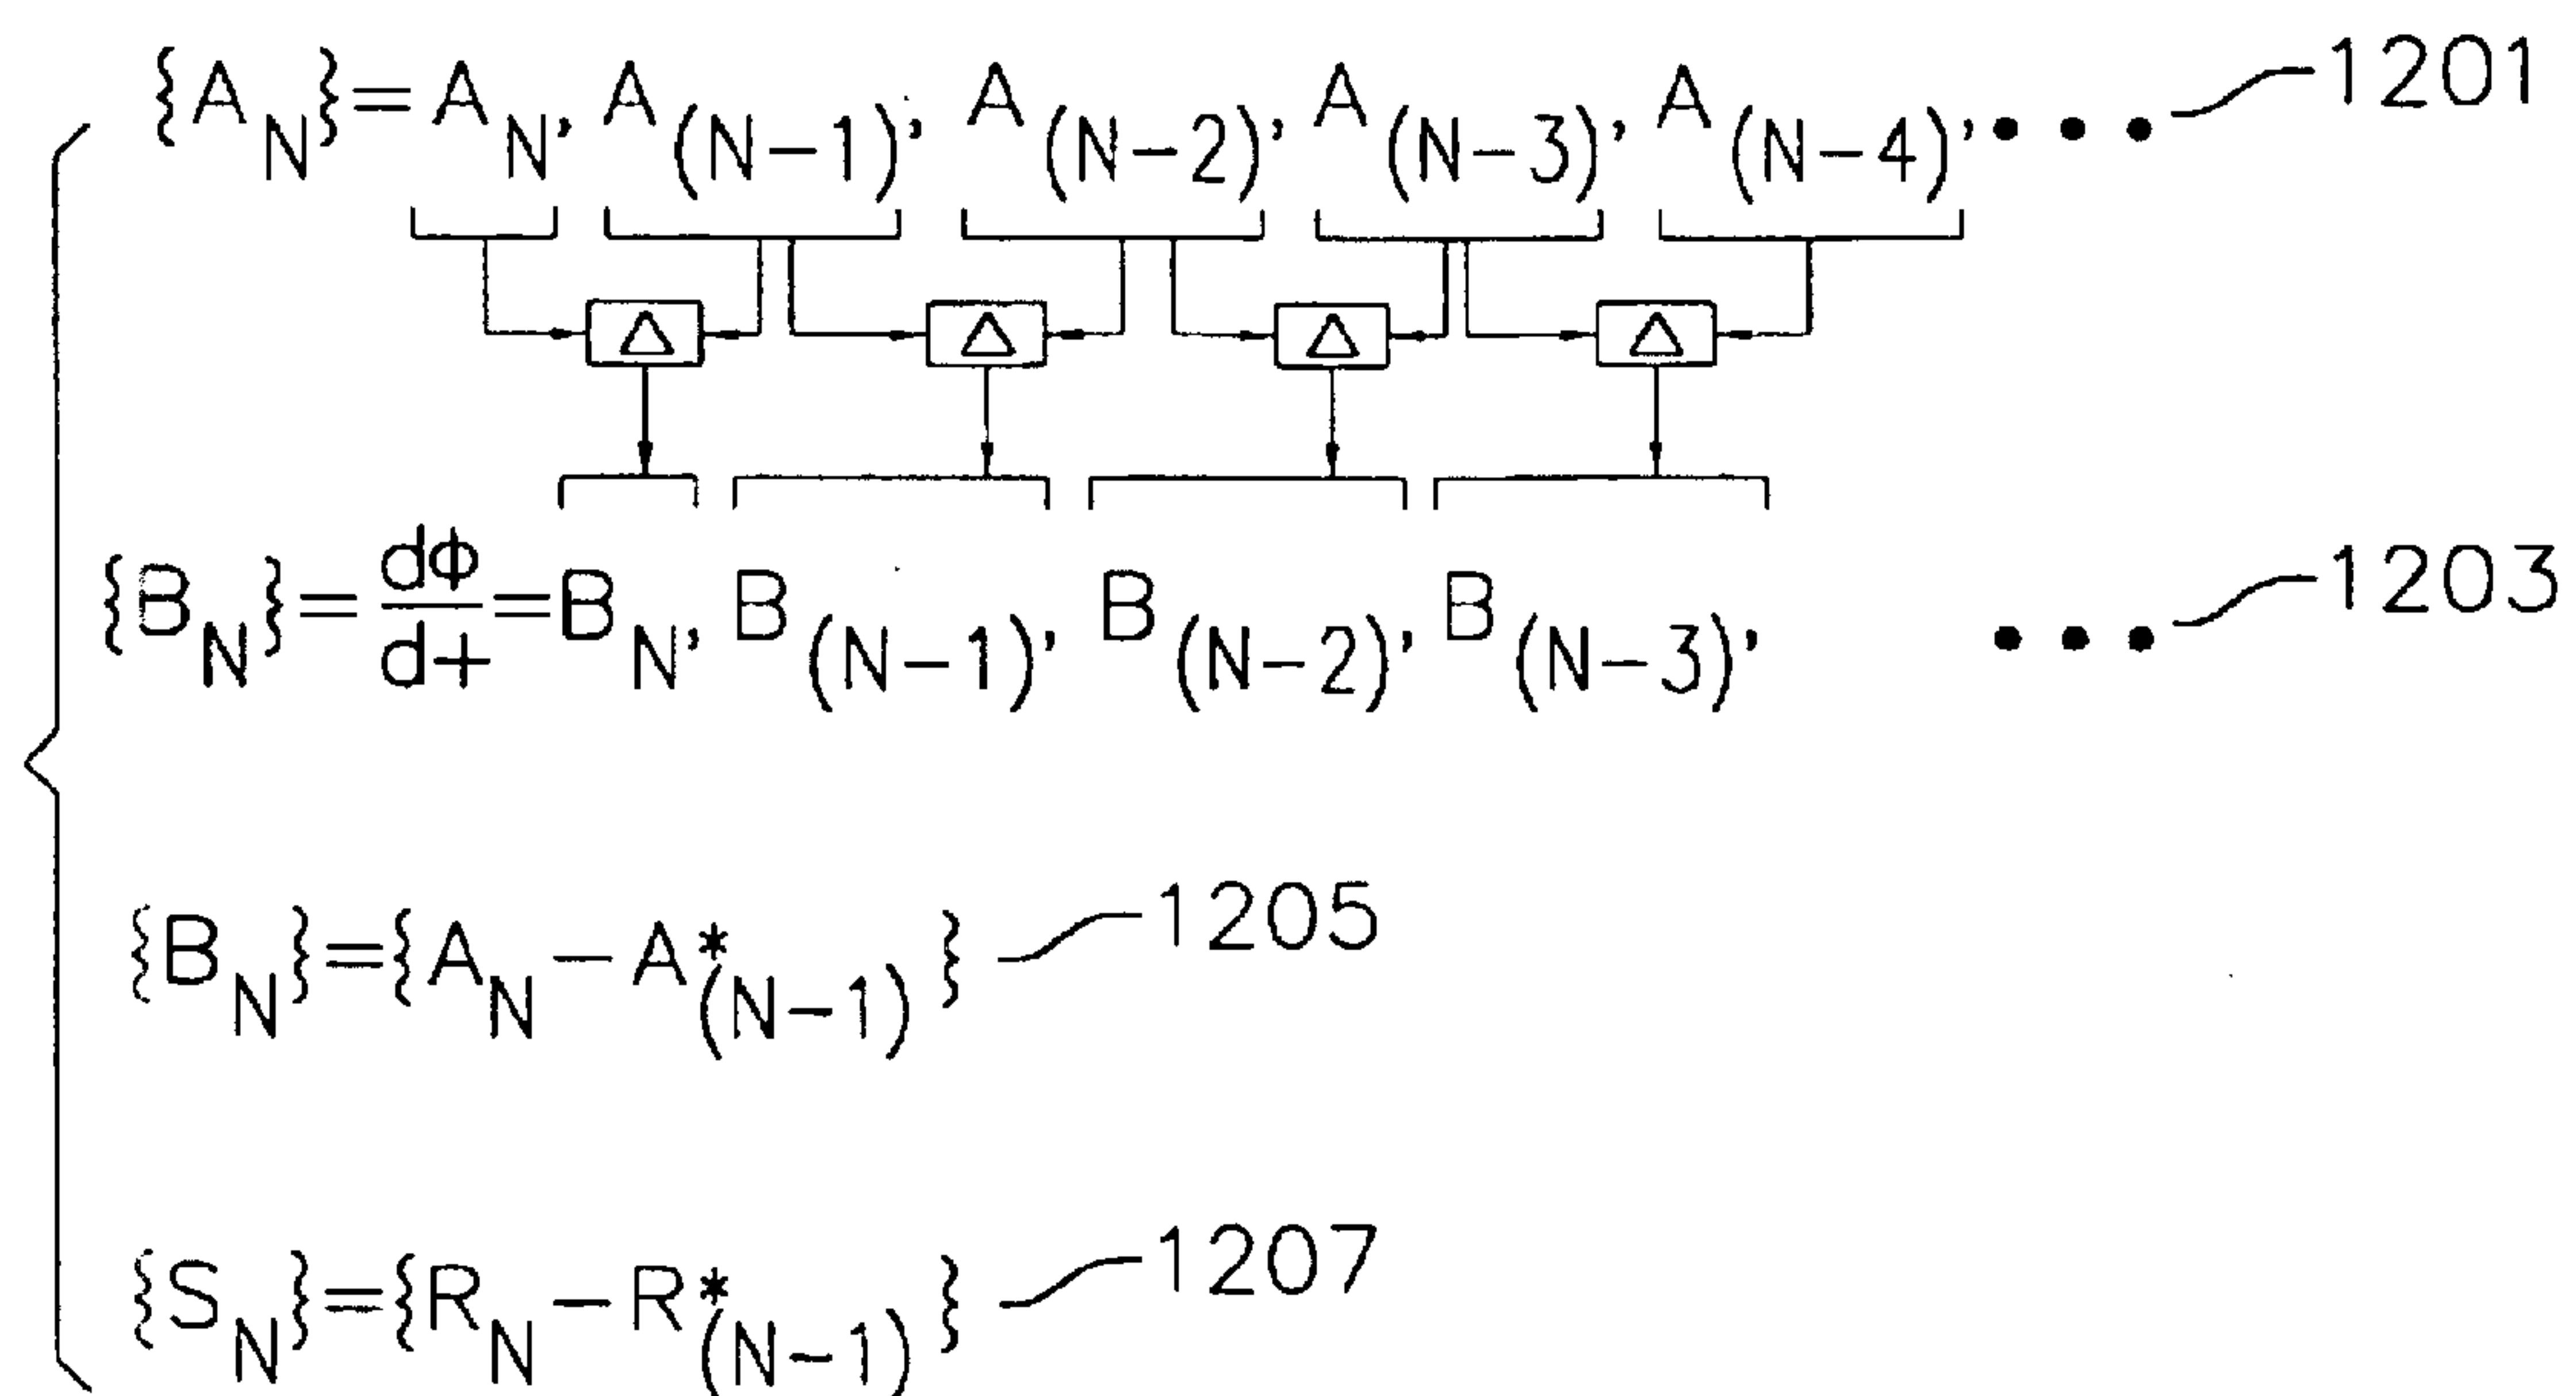 {A_N}=A_N, A_(N-1), A_(N-2), A_(N-3), A_(N-4), • • • 1201
△ △ △ △
{B_N}=dϕ/d+=B_N, B_(N-1), B_(N-2), B_(N-3), • • • 1203
{B_N}={A_N-A*_(N-1)} 1205
{S_N}={R_N-R*_(N-1)} 1207